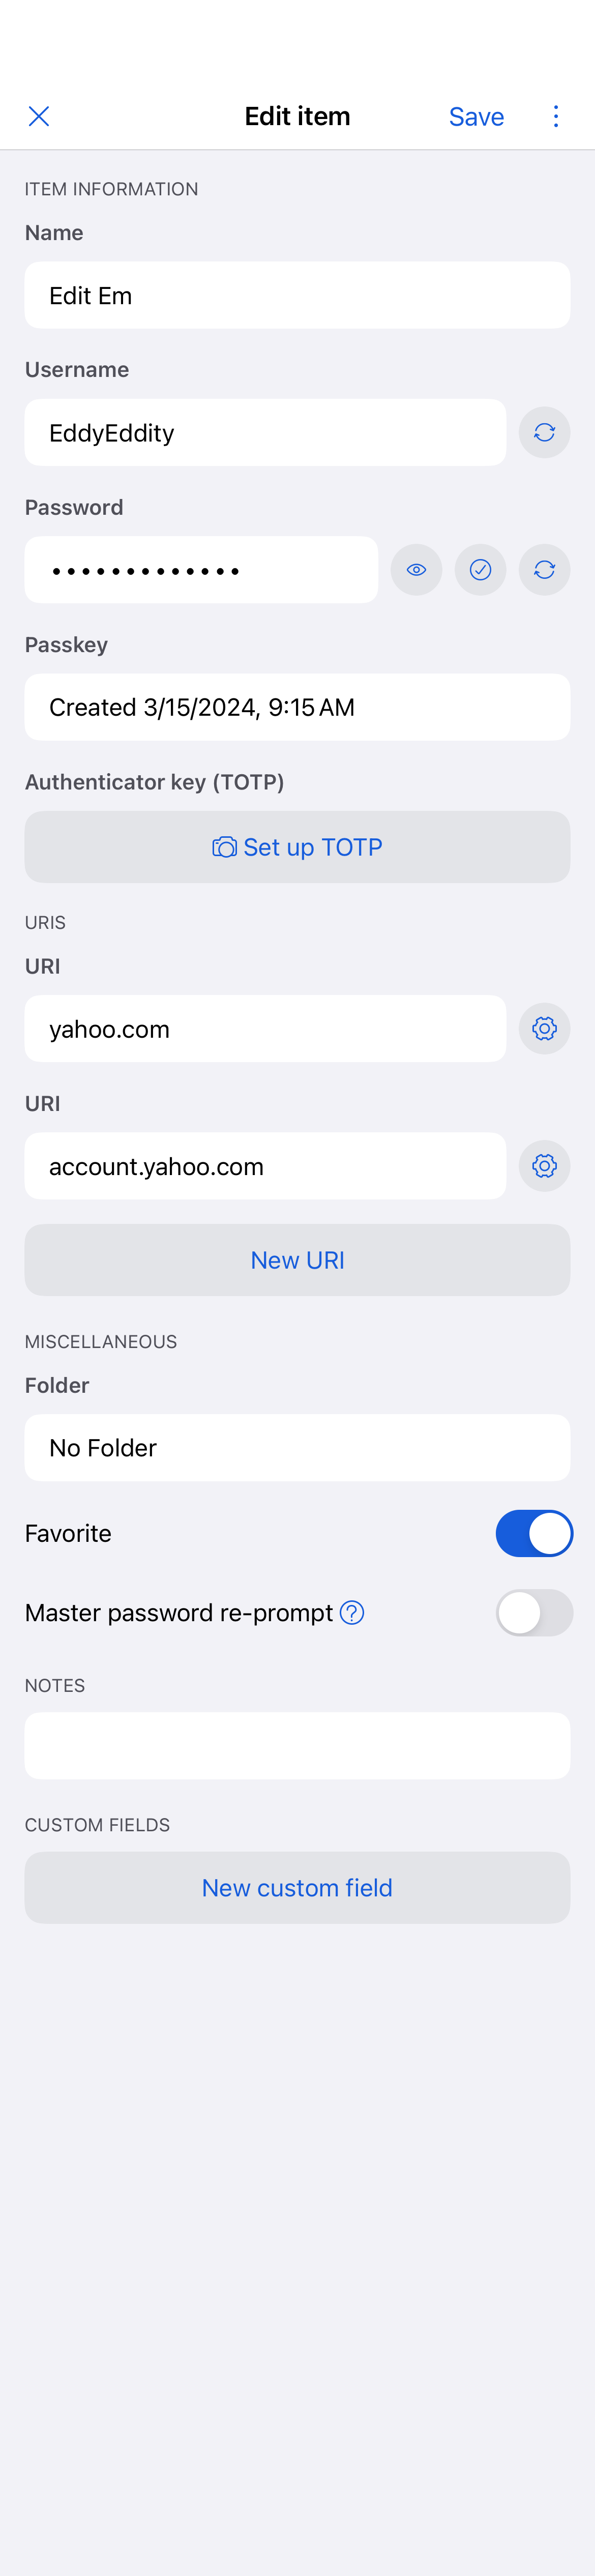 Edit item
Save
ITEM INFORMATION
Name
Edit Em
Username
EddyEddity
Password
•••••••••••••
Passkey
Created 3/15/2024, 9:15 AM
Authenticator key (TOTP)
Set up TOTP
URIS
URI
yahoo.com
URI
account.yahoo.com
New URI
MISCELLANEOUS
Folder
No Folder
Favorite
Master password re-prompt
NOTES
CUSTOM FIELDS
New custom field